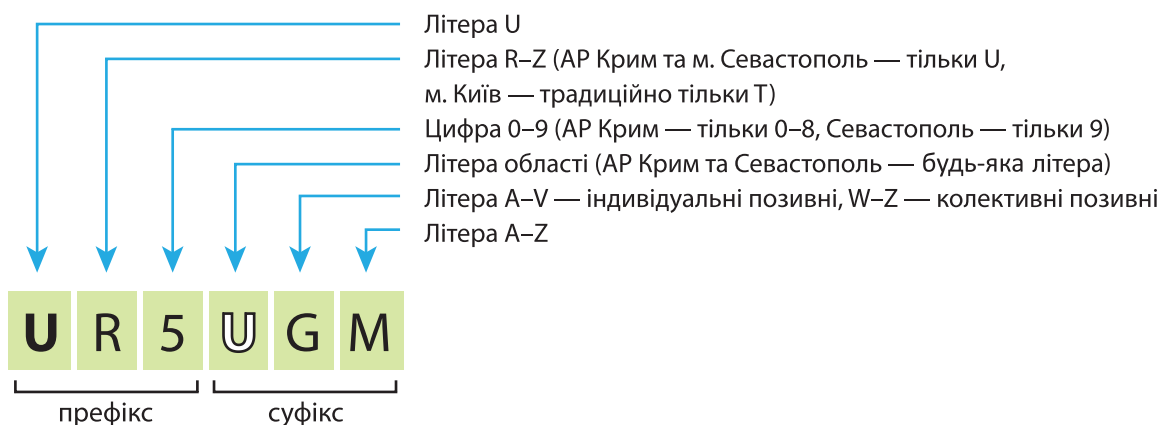 Літера U
Літера R–Z (АР Крим та м. Севастополь — тільки U,
м. Київ — традиційно тільки T)
Цифра 0–9 (АР Крим — тільки 0–8, Севастополь — тільки 9)
Літера області (АР Крим та Севастополь — будь-яка літера)
Літера A–V — індивідуальні позивні, W–Z — колективні позивні
Літера A–Z
U R 5 U G M
префікс суфікс